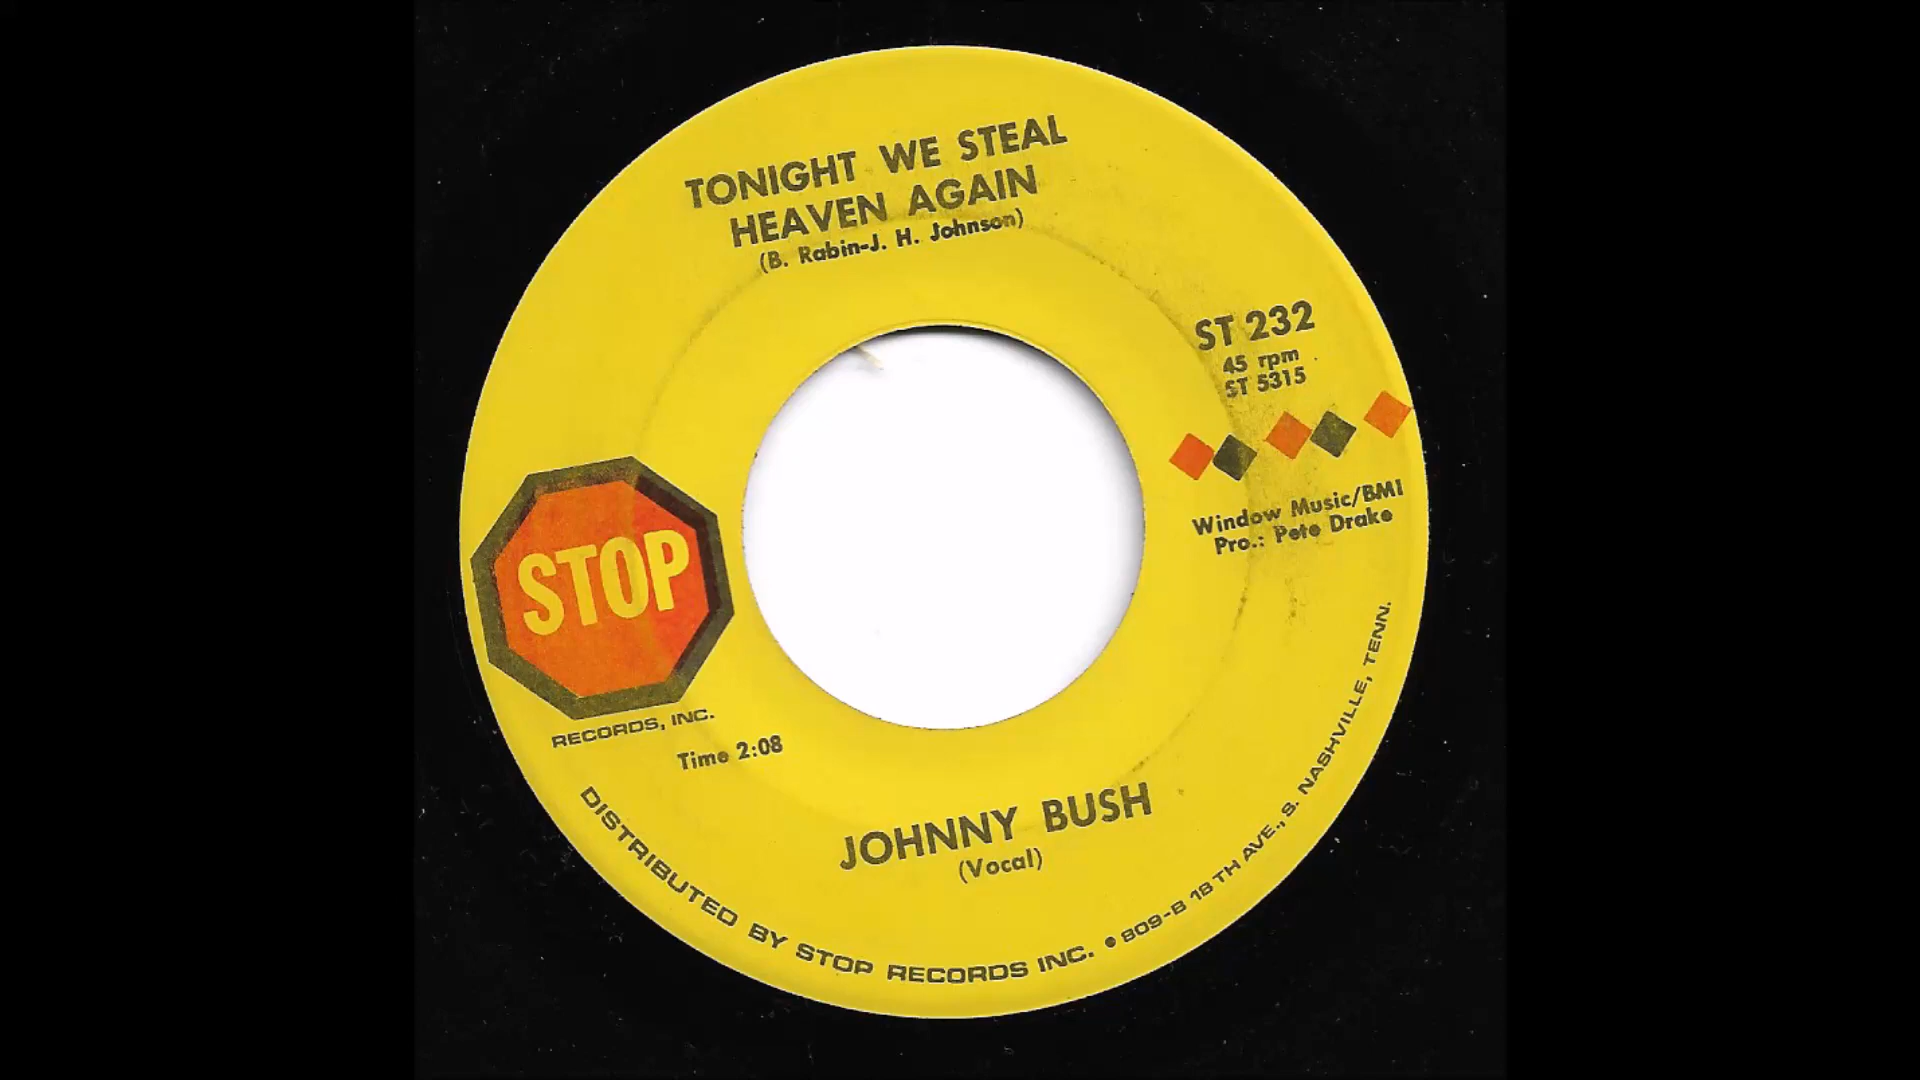 TONIGHT WE STEAL
HEAVEN AGAIN
(B. Rabin-J. H. Johnson)
ST 232
45 rpm
ST 5315
Window Music/BMI
Pro.: Pete Drake
STOP
RECORDS, INC.
Time 2:08
JOHNNY BUSH
(Vocal)
DISTRIBUTED BY STOP RECORDS INC. • 809-B 18TH AVE., S. NASHVILLE, TENN.